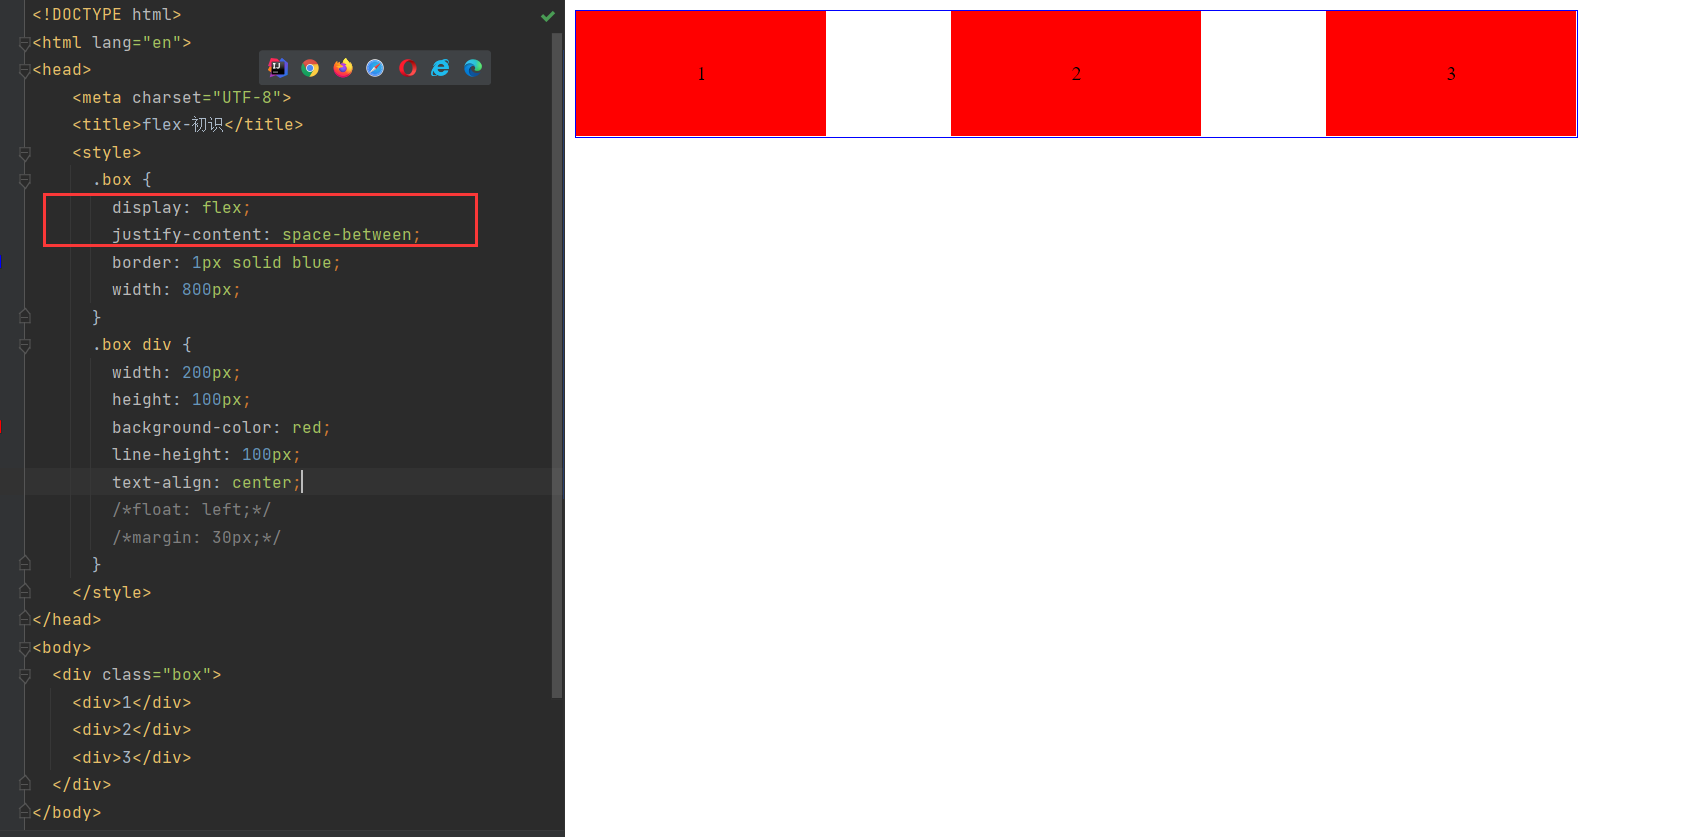 <!DOCTYPE html>
<html lang="en">
<head>
    <meta charset="UTF-8">
    <title>flex-初识</title>
    <style>
      .box {
        display: flex;
        justify-content: space-between;
        border: 1px solid blue;
        width: 800px;
      }
      .box div {
        width: 200px;
        height: 100px;
        background-color: red;
        line-height: 100px;
        text-align: center;
        /*float: left;*/
        /*margin: 30px;*/
      }
    </style>
</head>
<body>
  <div class="box">
    <div>1</div>
    <div>2</div>
    <div>3</div>
  </div>
</body>
1 2 3